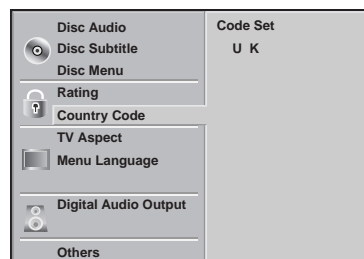 Disc Audio
Disc Subtitle
Disc Menu
Rating
Country Code
TV Aspect
Menu Language
Digital Audio Output
Others
Code Set
U K